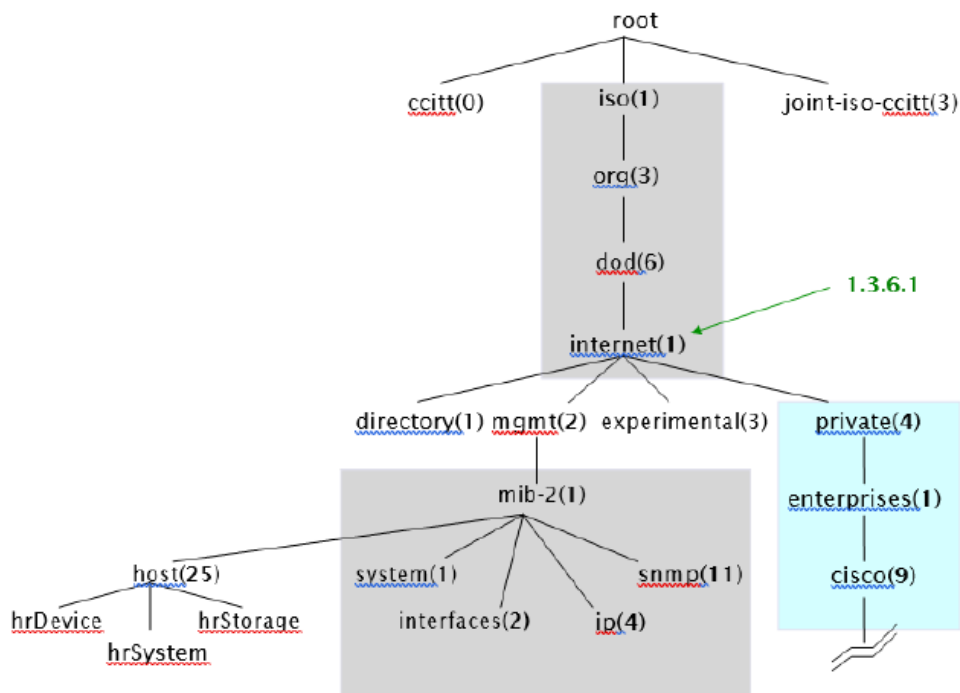 root
ccitt(0)
iso(1)
joint-iso-ccitt(3)
org(3)
dod(6)
1.3.6.1
internet(1)
directory(1)
mgmt(2)
experimental(3)
private(4)
mib-2(1)
enterprises(1)
host(25)
system(1)
snmp(11)
cisco(9)
hrDevice
hrStorage
interfaces(2)
ip(4)
hrSystem